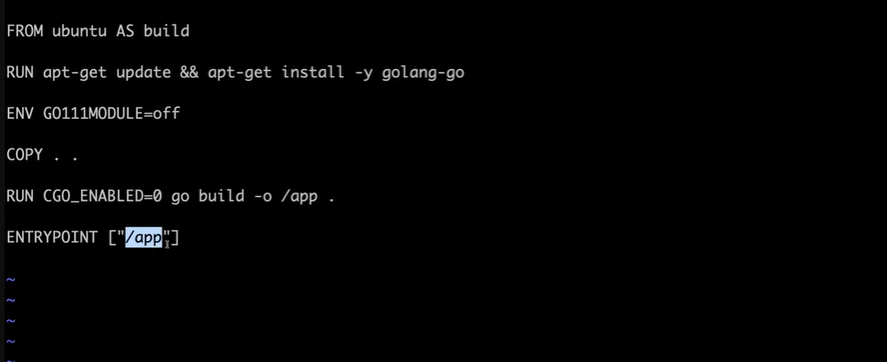 FROM ubuntu AS build
RUN apt-get update && apt-get install -y golang-go
ENV GO111MODULE=off
COPY . .
RUN CGO_ENABLED=0 go build -o /app .
ENTRYPOINT ["/app"]
~
~
~
~
~